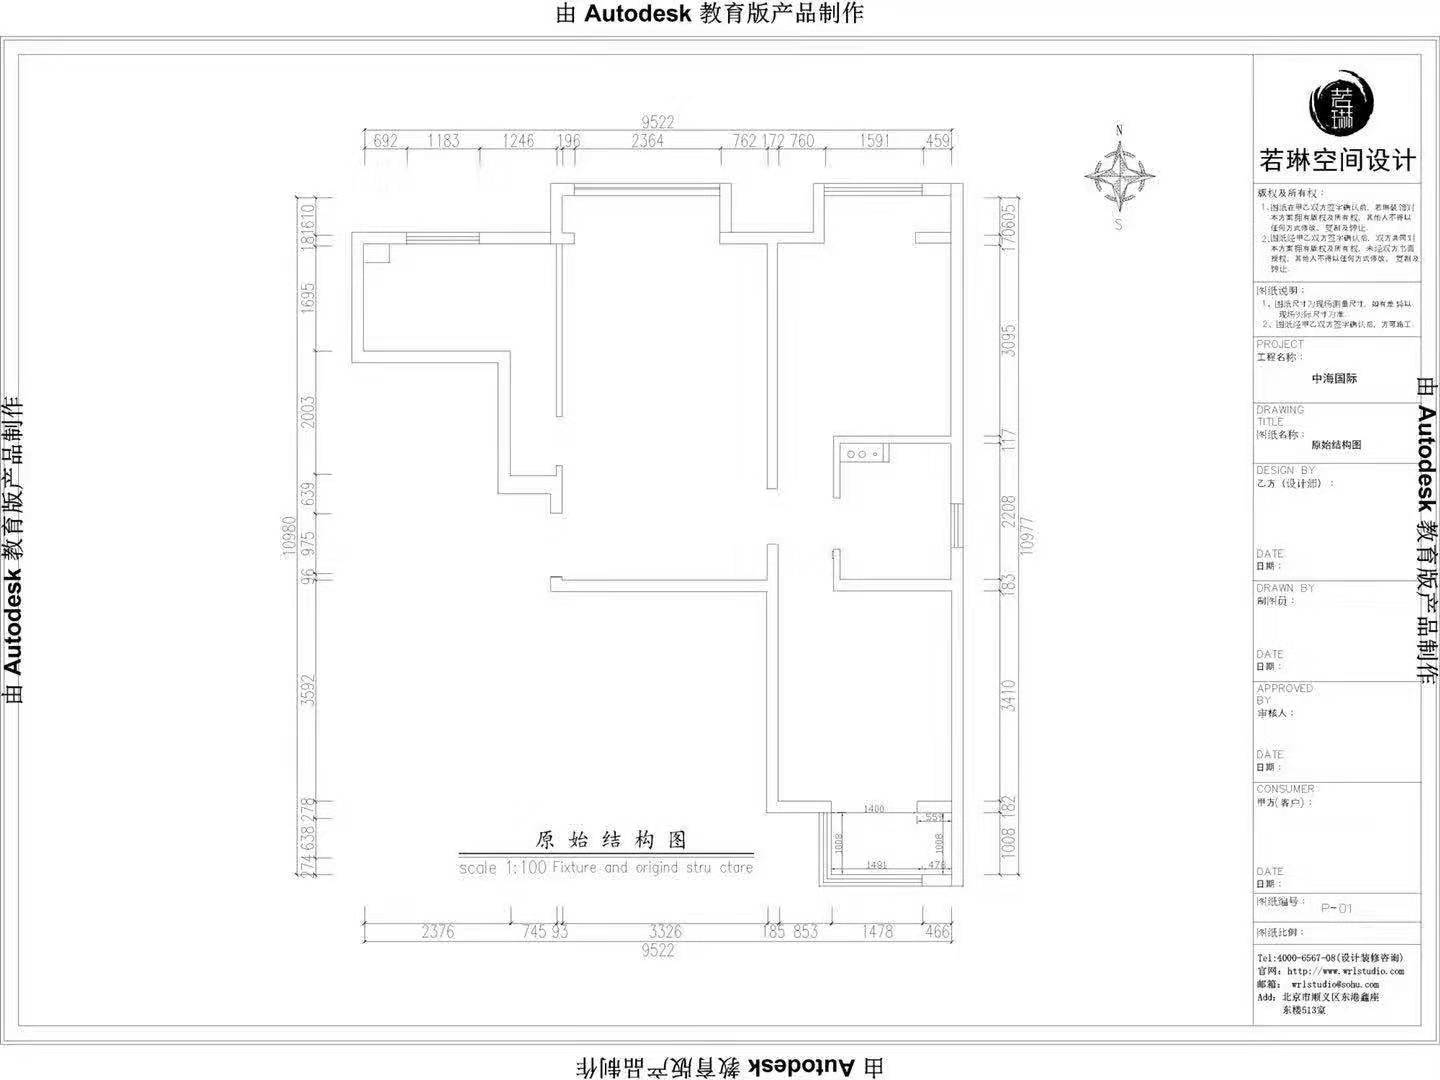 由 Autodesk 教育版产品制作
9522
692 1183 1246 196 2364 762 172 760 1591 459
N
S
610
181
1695
2003
639
975
96
3592
278
638
274
10980
605
170
3095
117
2208
183
3410
182
1008
10977
1400
559
1008
1008
1481
478
原始结构图
scale 1:100 Fixture and origind stru ctare
2376 745 93 3326 185 853 1478 466
9522
若琳
若琳空间设计
版权及所有权：
1、图纸在甲乙双方签字确认后，若琳装饰对
本方案拥有版权及所有权，其他人不得以
任何方式修改、复制及转让.
2、图纸经甲乙双方签字确认后，双方共同对
本方案拥有版权及所有权，未经双方书面
授权，其他人不得以任何方式修改、复制及
转让.
图纸说明：
1、图纸尺寸为现场测量尺寸，如有差异以
现场实际尺寸为准.
2、图纸经甲乙双方签字确认后，方可施工.
PROJECT
工程名称：
中海国际
DRAWING
TITLE
图纸名称：
原始结构图
DESIGN BY
乙方（设计部）：
DATE
日期：
DRAWN BY
制图员：
DATE
日期：
APPROVED
BY
审核人：
DATE
日期：
CONSUMER
甲方(客户)：
DATE
日期：
图纸编号： P-01
图纸比例：
Tel:4000-6567-08(设计装修咨询)
官网：http://www.wrlstudio.com
邮箱： wrlstudio@sohu.com
Add: 北京市顺义区东港鑫座
东楼513室
由 Autodesk 教育版产品制作
由 Autodesk 教育版产品制作
由 Autodesk 教育版产品制作